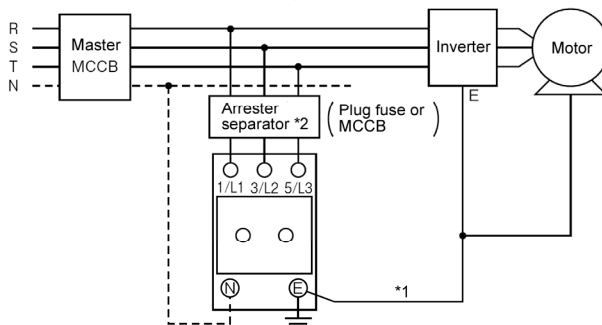 R
S
T
N
Master
MCCB
Inverter
Motor
E
Arrester
separator *2
(Plug fuse or
MCCB)
1/L1 3/L2 5/L3
N
E
*1